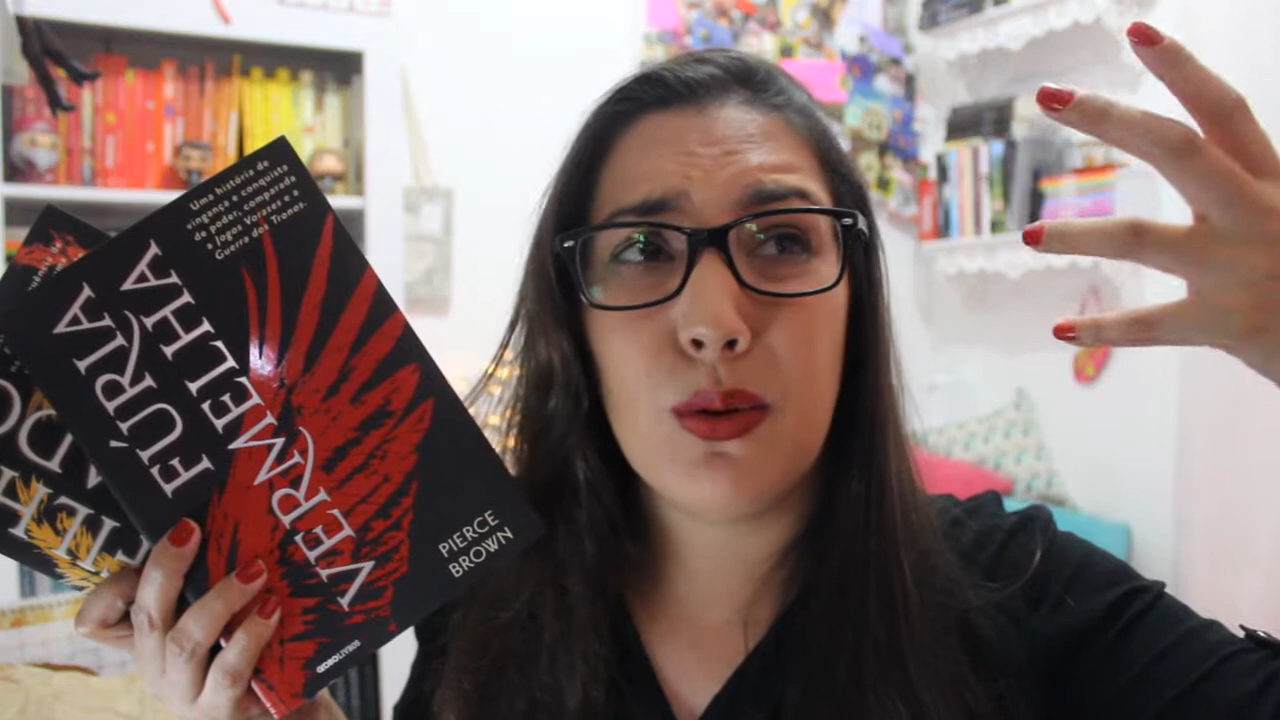 Uma história de
vingança e conquista
de poder, comparada
a Jogos Vorazes e a
Guerra dos Tronos.
FÚRIA
VERMELHA
PIERCE
BROWN
GLOBOLIVROS